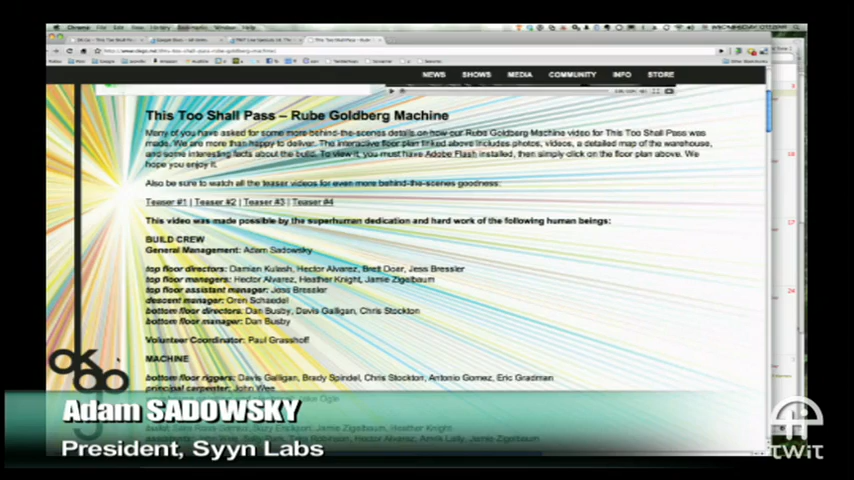 NEWS SHOWS MEDIA COMMUNITY INFO STORE
This Too Shall Pass – Rube Goldberg Machine
Many of you have asked for some more behind-the-scenes details on how our Rube Goldberg Machine video for This Too Shall Pass was
made. We are more than happy to deliver. The interactive floor plan linked above includes photos, videos, a detailed map of the warehouse,
and some interesting facts about the build. To view it, you must have Adobe Flash installed, then simply click on the floor plan above. We
hope you enjoy it.
Also be sure to watch all the teaser videos for even more behind-the-scenes goodness:
Teaser #1 | Teaser #2 | Teaser #3 | Teaser #4
This video was made possible by the superhuman dedication and hard work of the following human beings:
BUILD CREW
General Management: Adam Sadowsky
top floor directors: Damian Kulash, Hector Alvarez, Brett Doar, Jess Bressler
top floor managers: Hector Alvarez, Heather Knight, Jamie Zigelbaum
top floor assistant manager: Jess Bressler
descent manager: Oren Schaedel
bottom floor directors: Dan Busby, Davis Galligan, Chris Stockton
bottom floor manager: Dan Busby
Volunteer Coordinator: Paul Grasshoff
MACHINE
bottom floor riggers: Davis Galligan, Brady Spindel, Chris Stockton, Antonio Gomez, Eric Gradman
principal carpenter: John Wee
ok go
Adam SADOWSKY
President, Syyn Labs
TWiT